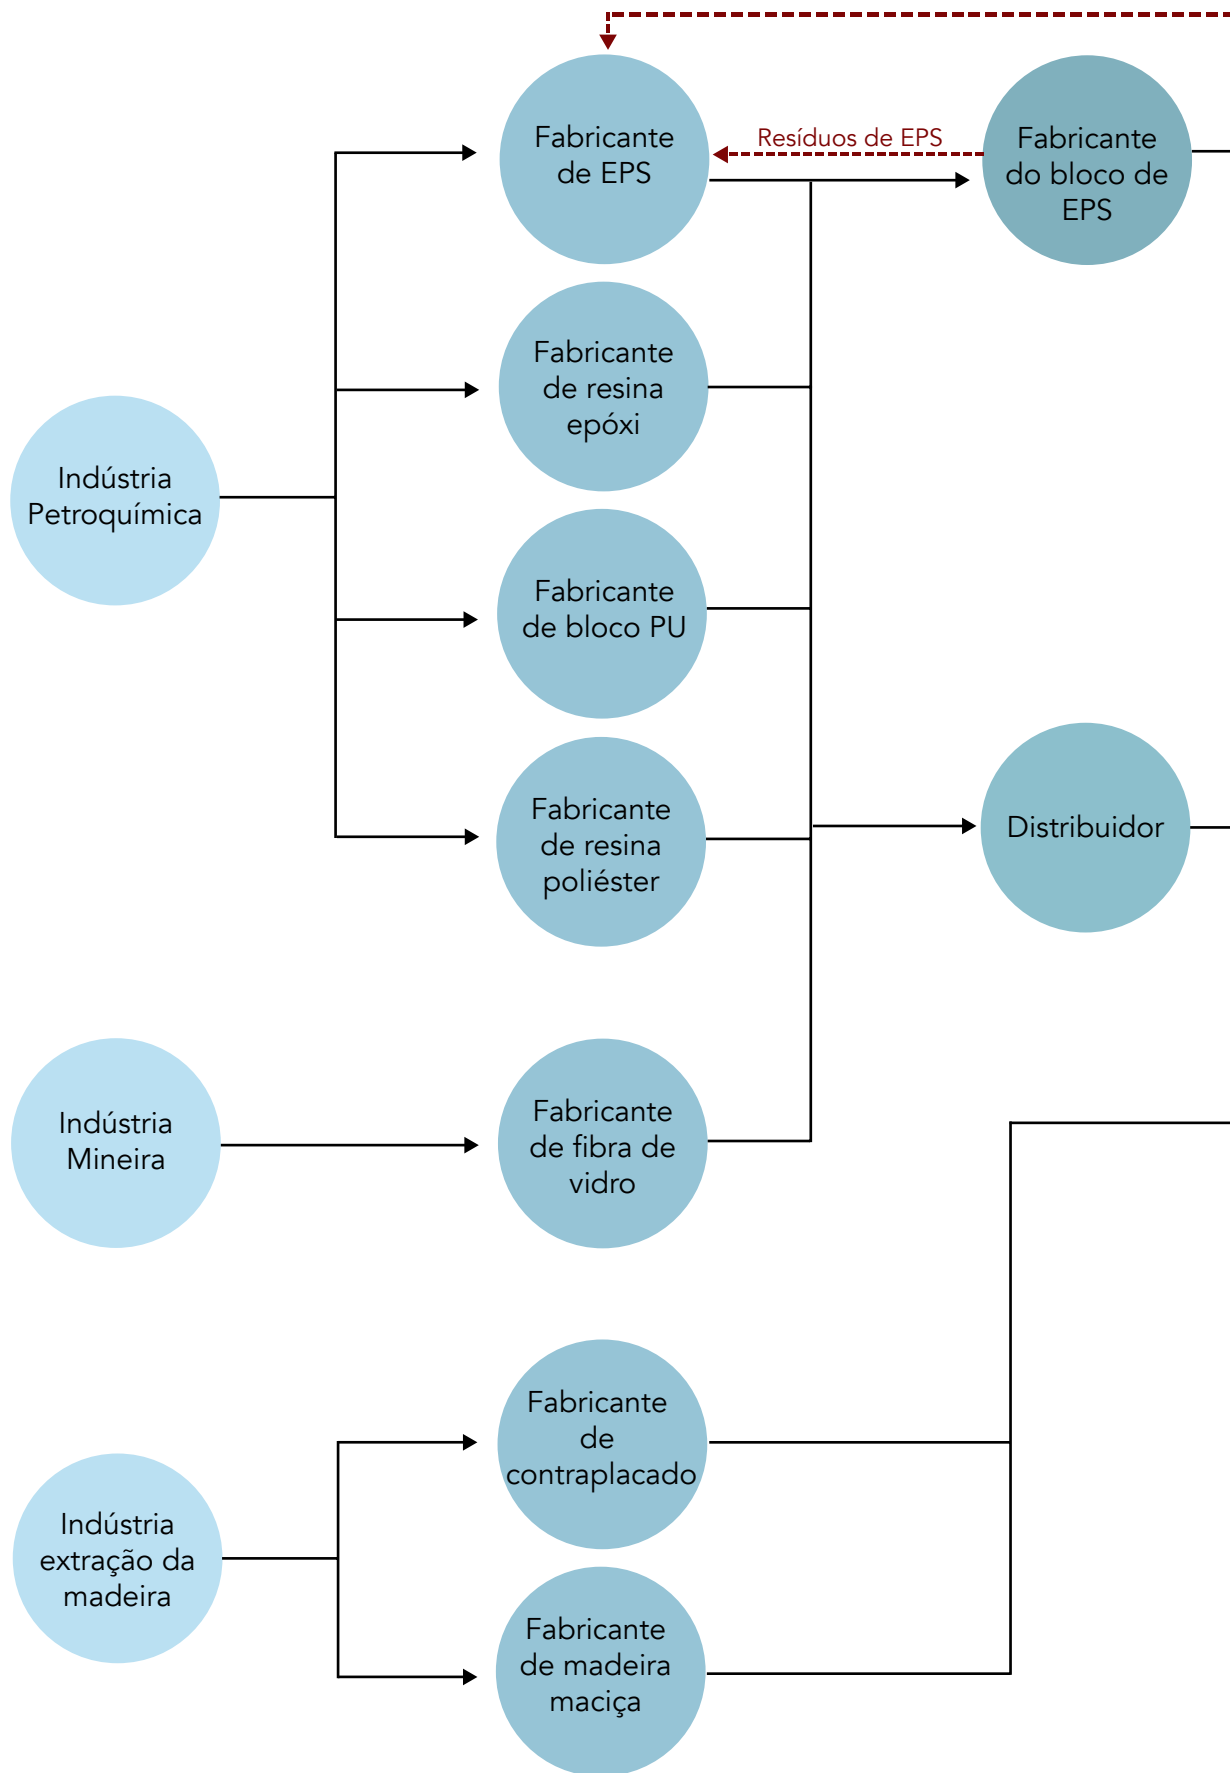 Fabricante
de EPS
Resíduos de EPS
Fabricante
do bloco de
EPS
Fabricante
de resina
epóxi
Indústria
Petroquímica
Fabricante
de bloco PU
Fabricante
de resina
poliéster
Distribuidor
Indústria
Mineira
Fabricante
de fibra de
vidro
Fabricante
de
contraplacado
Indústria
extração da
madeira
Fabricante
de madeira
maciça